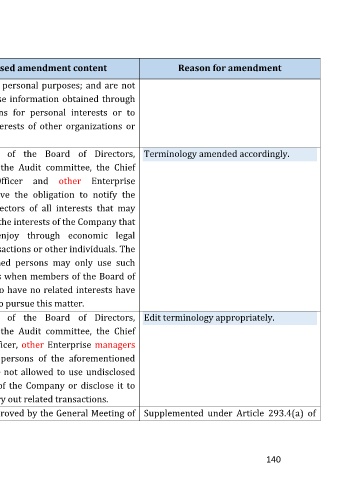 sed amendment content
Reason for amendment
personal purposes; and are not
se information obtained through
ns for personal interests or to
erests of other organizations or
of the Board of Directors,
the Audit committee, the Chief
fficer and other Enterprise
ve the obligation to notify the
ectors of all interests that may
the interests of the Company that
enjoy through economic legal
sactions or other individuals. The
ned persons may only use such
s when members of the Board of
o have no related interests have
o pursue this matter.
Terminology amended accordingly.
of the Board of Directors,
the Audit committee, the Chief
ficer, other Enterprise managers
persons of the aforementioned
not allowed to use undisclosed
of the Company or disclose it to
ry out related transactions.
Edit terminology appropriately.
roved by the General Meeting of
Supplemented under Article 293.4(a) of
140